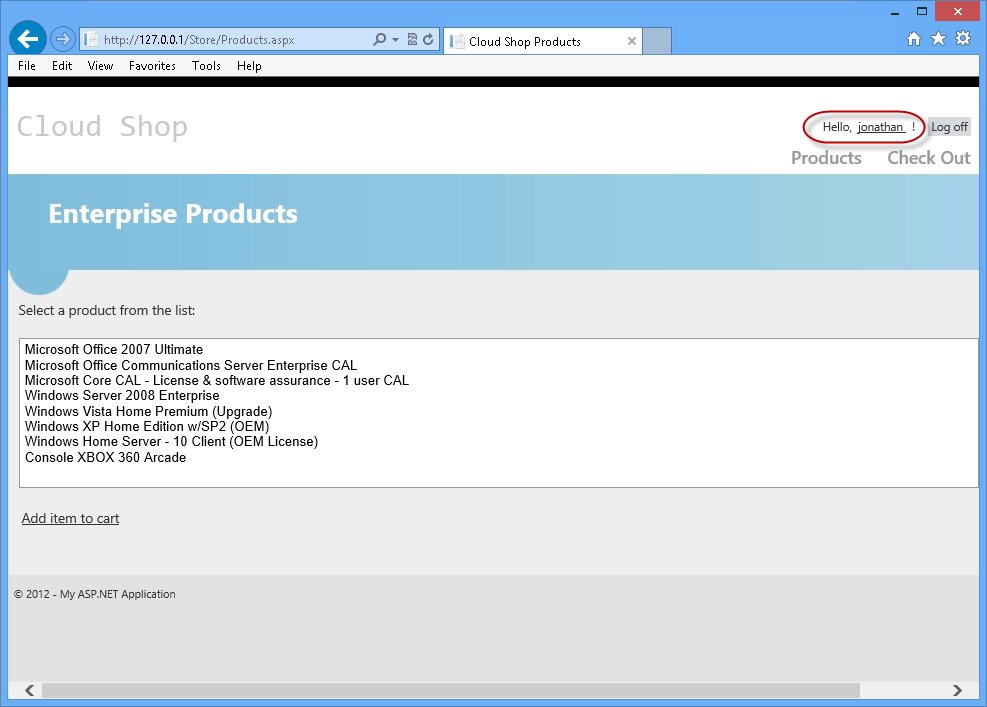 http://127.0.0.1/Store/Products.aspx
Cloud Shop Products
File Edit View Favorites Tools Help
Cloud Shop
Hello, jonathan !
Log off
Products Check Out
Enterprise Products
Select a product from the list:
Microsoft Office 2007 Ultimate
Microsoft Office Communications Server Enterprise CAL
Microsoft Core CAL - License & software assurance - 1 user CAL
Windows Server 2008 Enterprise
Windows Vista Home Premium (Upgrade)
Windows XP Home Edition w/SP2 (OEM)
Windows Home Server - 10 Client (OEM License)
Console XBOX 360 Arcade
Add item to cart
© 2012 - My ASP.NET Application